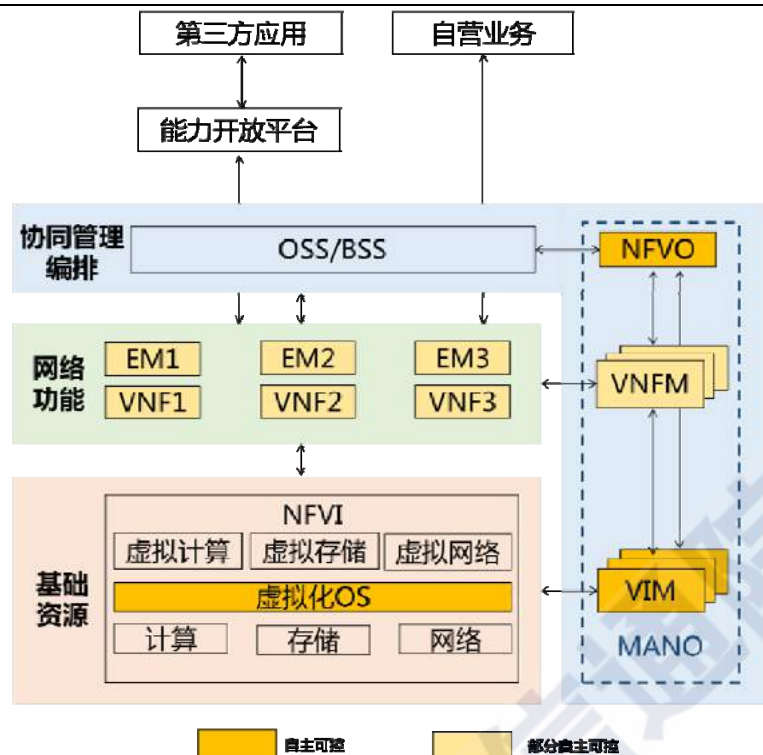 第三方应用
自营业务
能力开放平台
协同管理
编排
OSS/BSS
NFVO
网络
功能
EM1
EM2
EM3
VNF1
VNF2
VNF3
VNFM
NFVI
虚拟计算
虚拟存储
虚拟网络
基础
资源
虚拟化OS
VIM
计算
存储
网络
MANO
自主可控
部分自主可控
信通院